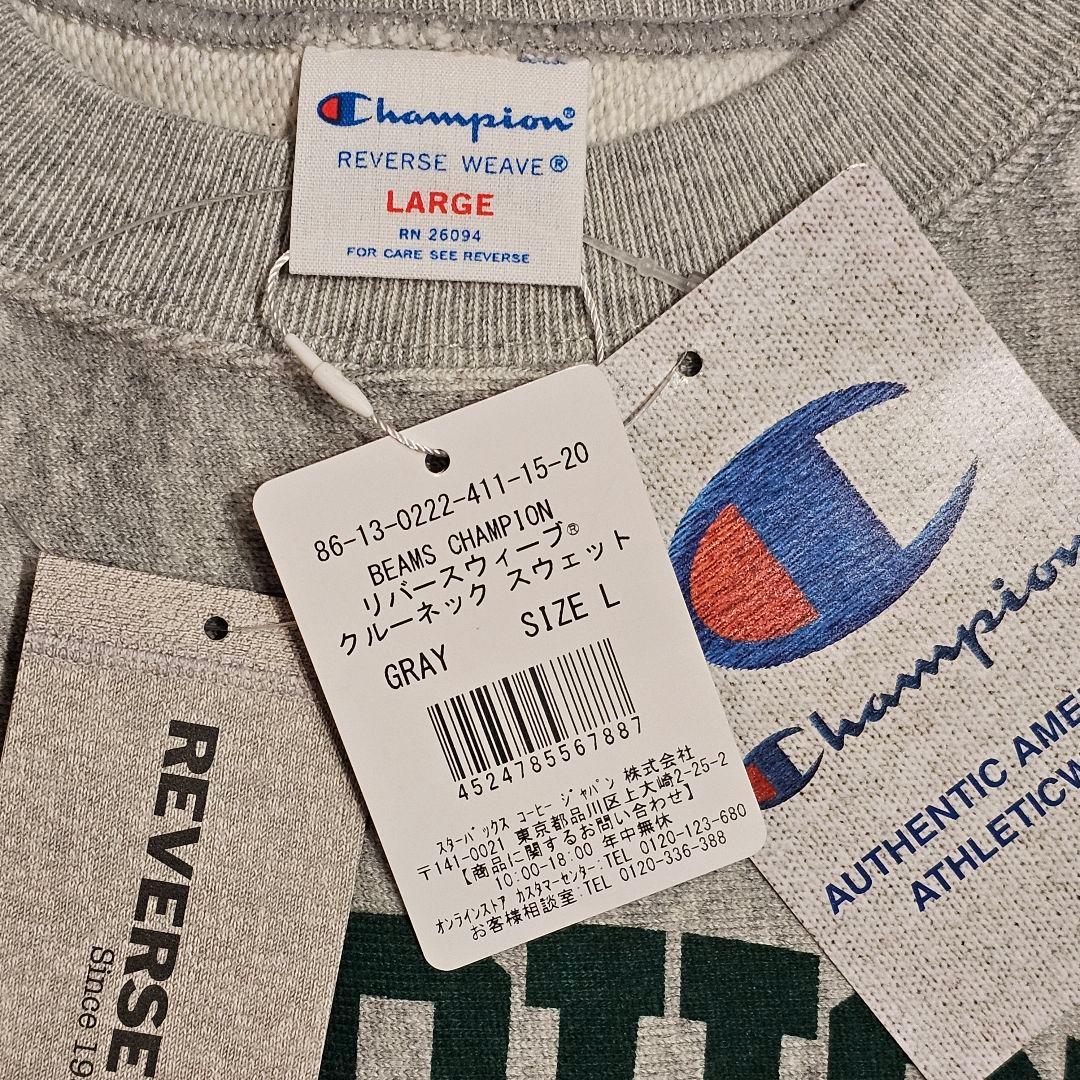 Champion®
REVERSE WEAVE®
LARGE
RN 26094
FOR CARE SEE REVERSE
86-13-0222-411-15-20
BEAMS CHAMPION
リバースウィーブ®
クルーネック スウェット
GRAY SIZE L
4524785567887
スターバックス コーヒー ジャパン 株式会社
〒141-0021 東京都品川区上大崎2-25-2
【商品に関するお問い合わせ】
10:00-18:00 年中無休
オンラインストア カスタマーセンター:TEL 0120-123-680
お客様相談室:TEL 0120-336-388
Champion
AUTHENTIC AME
ATHLETICW
REVERSE
Since 19